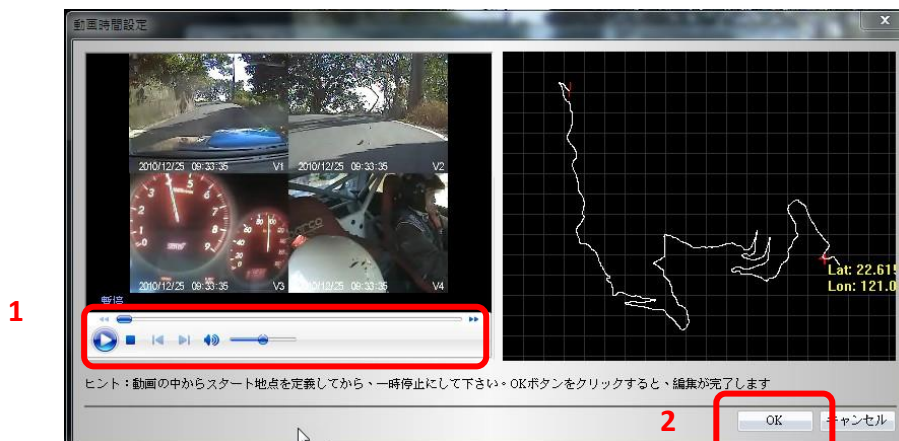 動画時間設定
2010/12/25 09:33:35 V1
2010/12/25 09:33:35 V2
2010/12/25 09:33:35 V3
2010/12/25 09:33:35 V4
暫停
Lat: 22.615
Lon: 121.0
1
ヒント：動画の中からスタート地点を定義してから、一時停止にして下さい。OKボタンをクリックすると、編集が完了します
2
OK
キャンセル